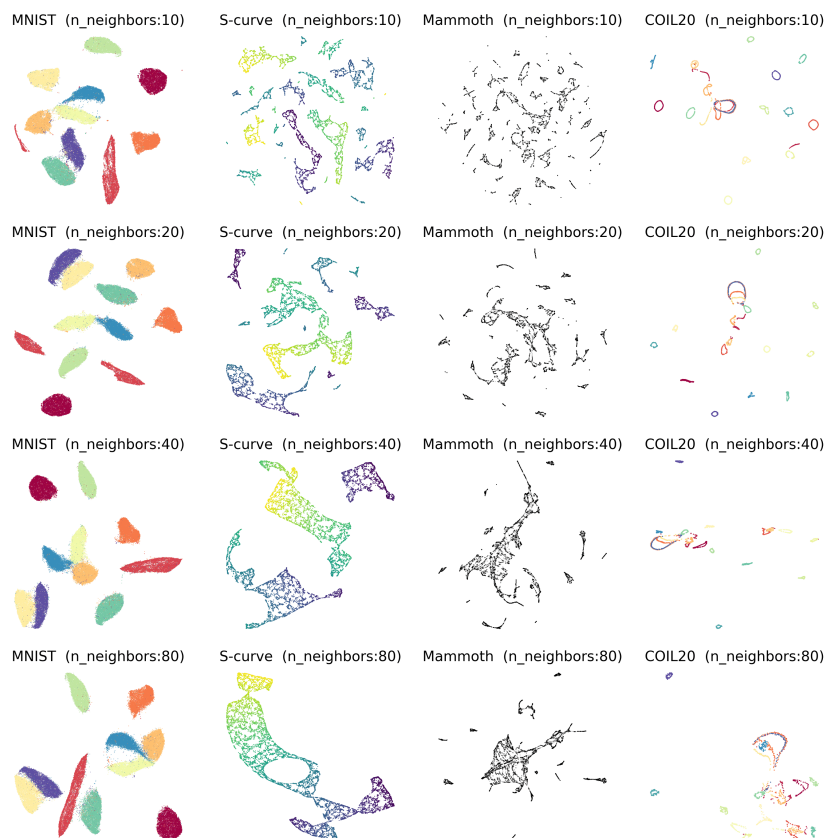 MNIST (n_neighbors:10) S-curve (n_neighbors:10) Mammoth (n_neighbors:10) COIL20 (n_neighbors:10)
MNIST (n_neighbors:20) S-curve (n_neighbors:20) Mammoth (n_neighbors:20) COIL20 (n_neighbors:20)
MNIST (n_neighbors:40) S-curve (n_neighbors:40) Mammoth (n_neighbors:40) COIL20 (n_neighbors:40)
MNIST (n_neighbors:80) S-curve (n_neighbors:80) Mammoth (n_neighbors:80) COIL20 (n_neighbors:80)